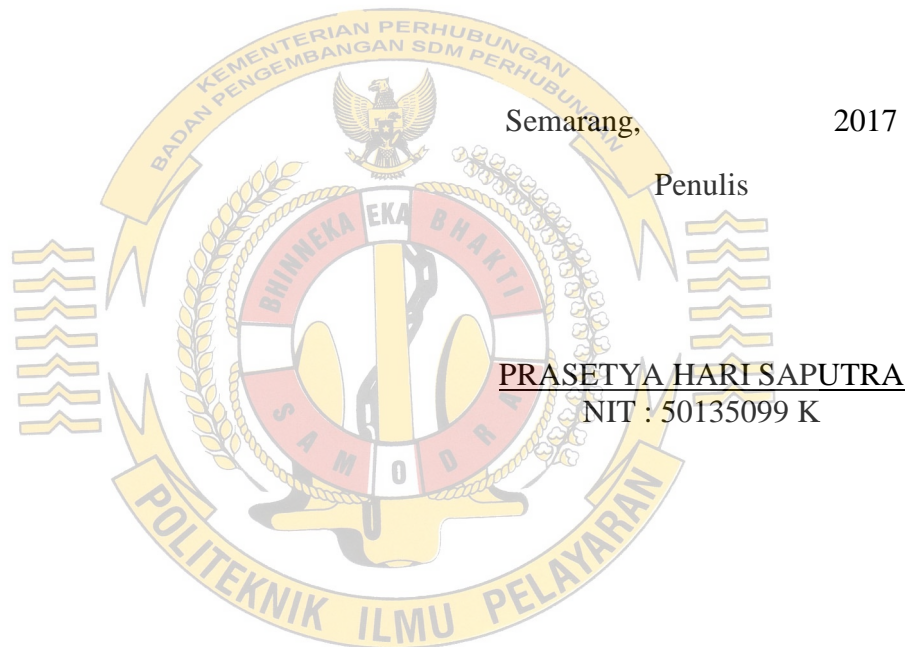 KEMENTERIAN PERHUBUNGAN
BADAN PENGEMBANGAN SDM PERHUBUNGAN
Semarang, 2017
Penulis
BHINNEKA EKA BHAKTI
SAMODRA
PRASETYA HARI SAPUTRA
NIT : 50135099 K
POLITEKNIK ILMU PELAYARAN